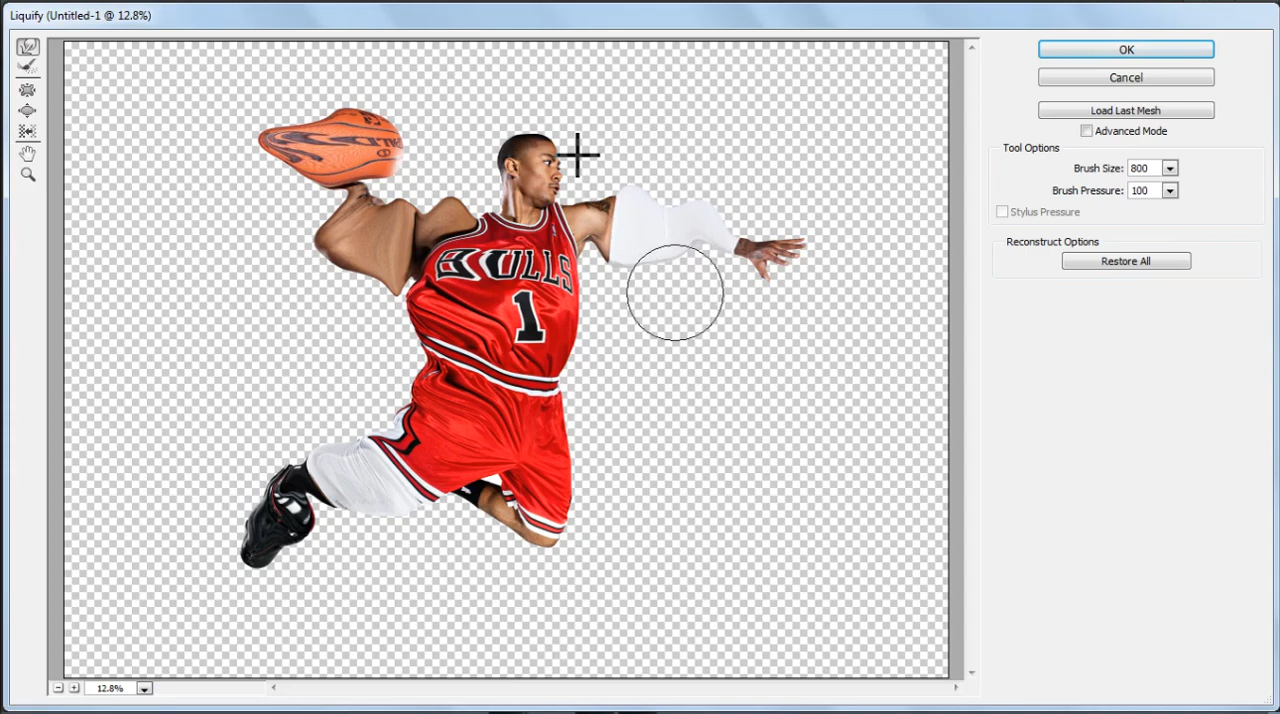 Liquify (Untitled-1 @ 12.8%)
OK
Cancel
Load Last Mesh
Advanced Mode
Tool Options
Brush Size: 800
Brush Pressure: 100
Stylus Pressure
Reconstruct Options
Restore All
BULLS
1
12.8%